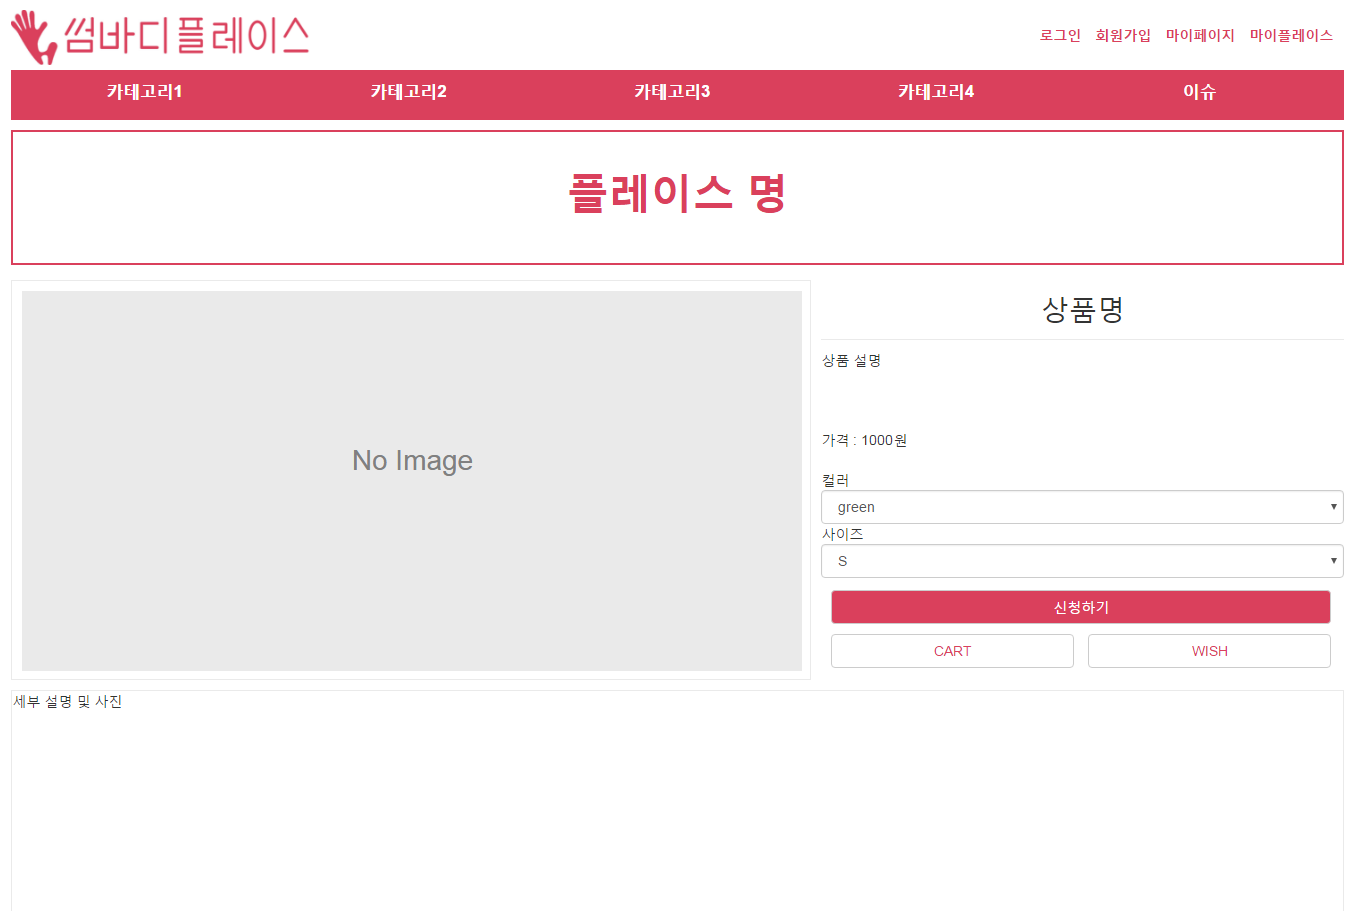 썸바디플레이스
로그인 회원가입 마이페이지 마이플레이스
카테고리1 카테고리2 카테고리3 카테고리4 이슈
플레이스 명
No Image
상품명
상품 설명
가격 : 1000원
컬러
green
사이즈
S
신청하기
CART WISH
세부 설명 및 사진